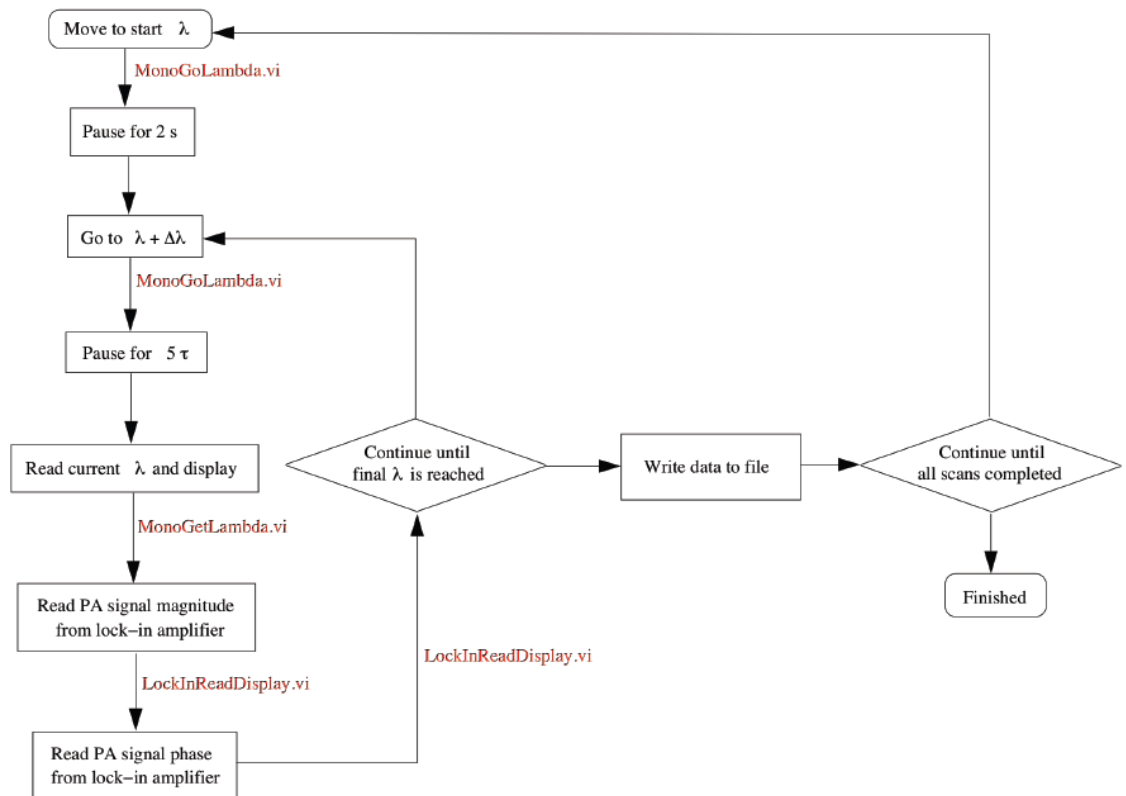 Move to start λ
MonoGoLambda.vi
Pause for 2 s
Go to λ + Δλ
MonoGoLambda.vi
Pause for 5 τ
Read current λ and display
MonoGetLambda.vi
Read PA signal magnitude
from lock−in amplifier
LockInReadDisplay.vi
Read PA signal phase
from lock−in amplifier
LockInReadDisplay.vi
Continue until
final λ is reached
Write data to file
Continue until
all scans completed
Finished